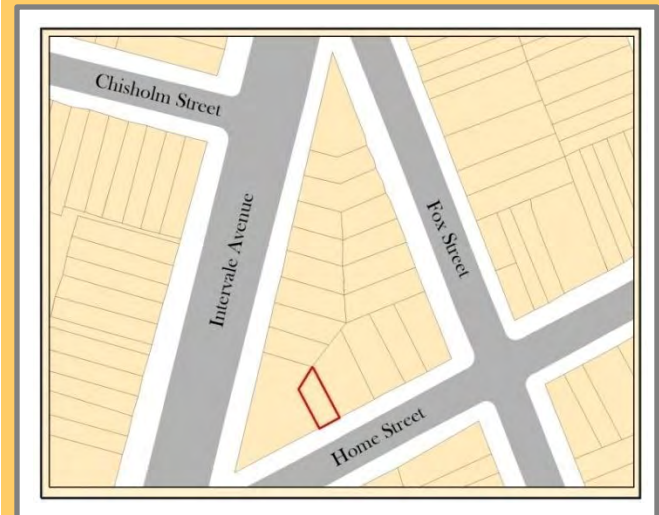 Chisholm Street
Intervale Avenue
Fox Street
Home Street